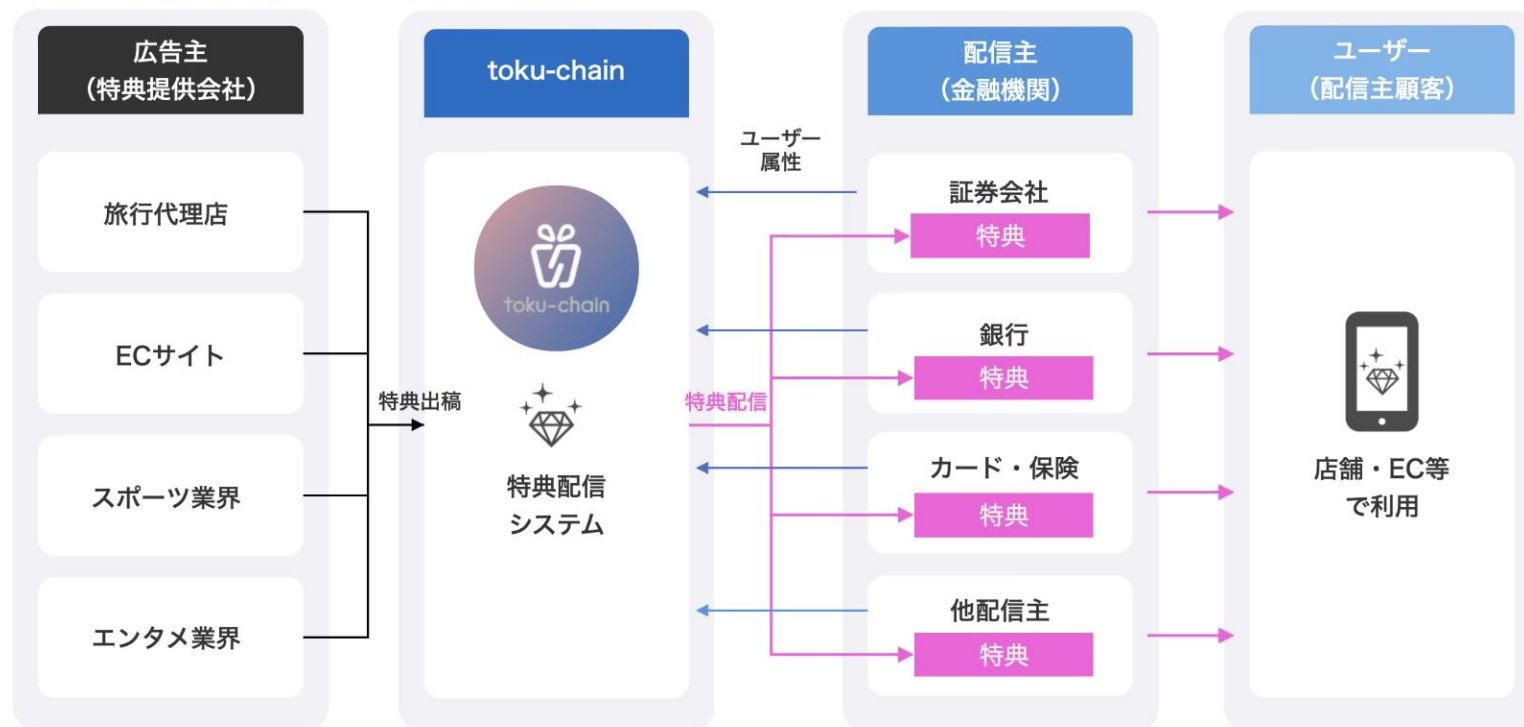 広告主
（特典提供会社）
旅行代理店
ECサイト
スポーツ業界
エンタメ業界
特典出稿
toku-chain
toku-chain
特典配信
システム
ユーザー
属性
特典配信
配信主
（金融機関）
証券会社
特典
銀行
特典
カード・保険
特典
他配信主
特典
ユーザー
（配信主顧客）
店舗・EC等
で利用